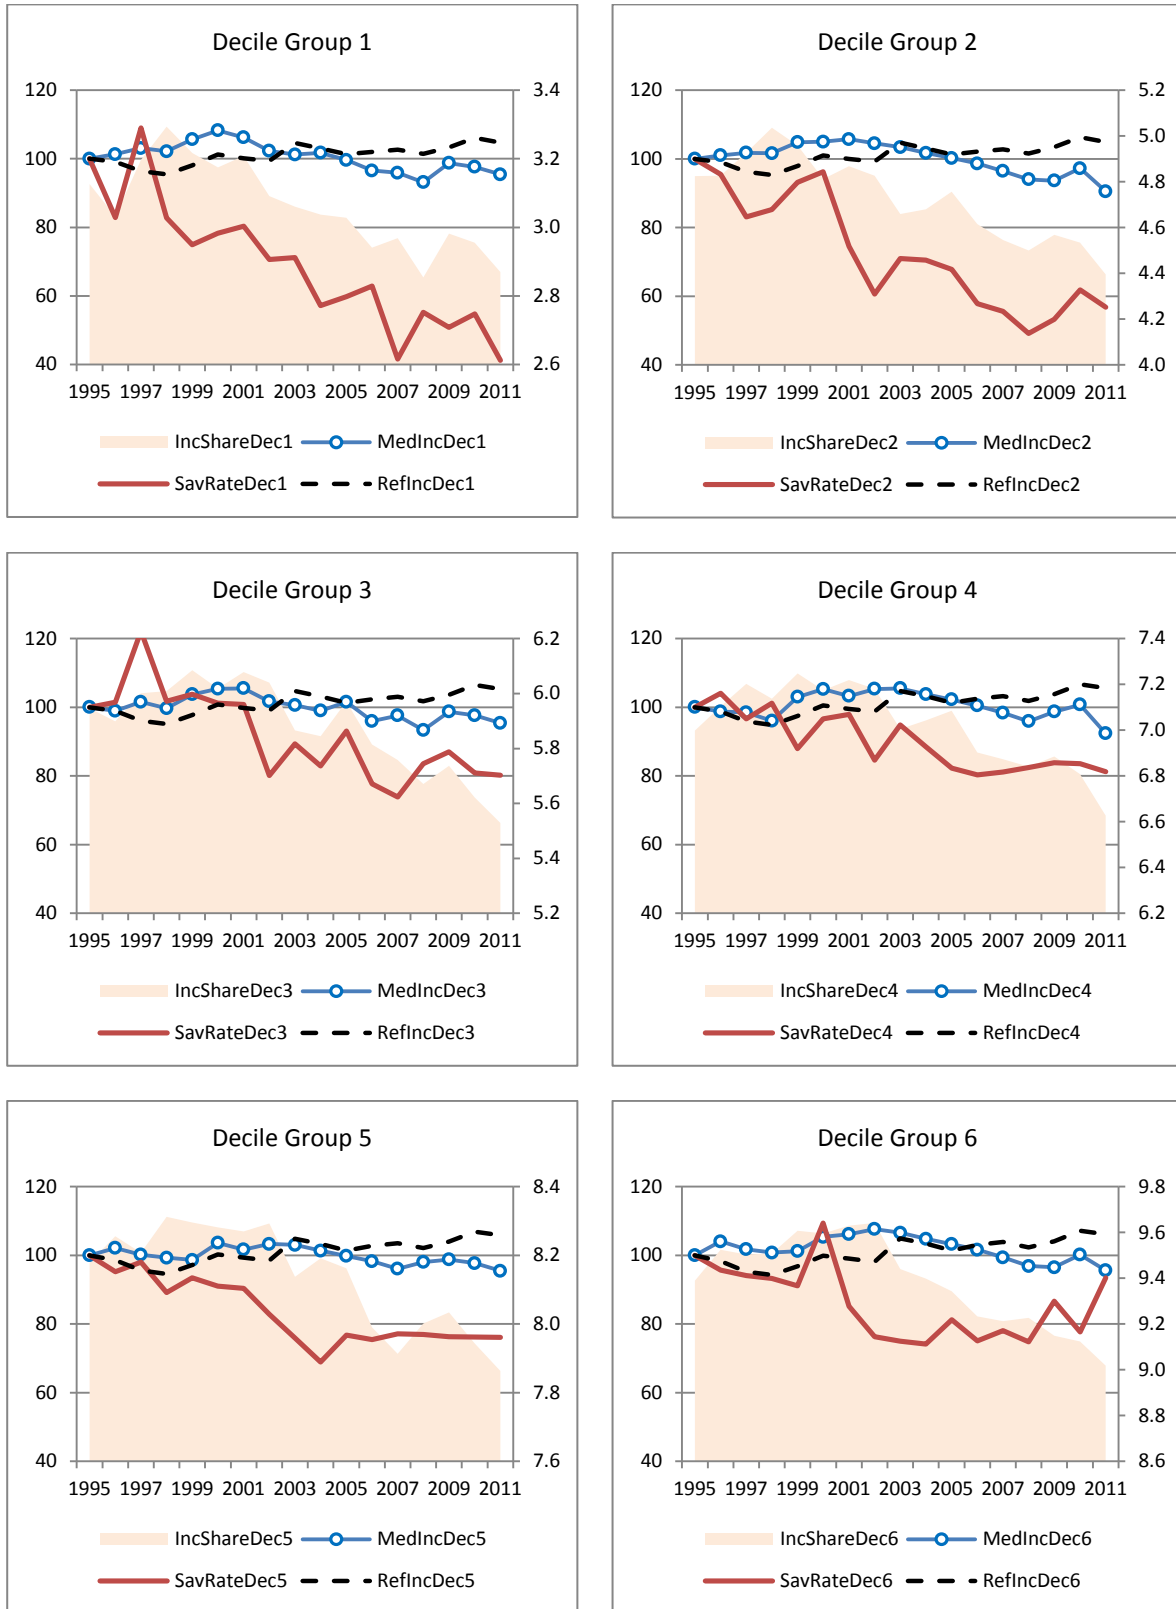 Decile Group 1
120
100
80
60
40
3.4
3.2
3.0
2.8
2.6
1995 1997 1999 2001 2003 2005 2007 2009 2011
IncShareDec1 MedIncDec1
SavRateDec1 RefIncDec1
Decile Group 2
120
100
80
60
40
5.2
5.0
4.8
4.6
4.4
4.2
4.0
1995 1997 1999 2001 2003 2005 2007 2009 2011
IncShareDec2 MedIncDec2
SavRateDec2 RefIncDec2
Decile Group 3
120
100
80
60
40
6.2
6.0
5.8
5.6
5.4
5.2
1995 1997 1999 2001 2003 2005 2007 2009 2011
IncShareDec3 MedIncDec3
SavRateDec3 RefIncDec3
Decile Group 4
120
100
80
60
40
7.4
7.2
7.0
6.8
6.6
6.4
6.2
1995 1997 1999 2001 2003 2005 2007 2009 2011
IncShareDec4 MedIncDec4
SavRateDec4 RefIncDec4
Decile Group 5
120
100
80
60
40
8.4
8.2
8.0
7.8
7.6
1995 1997 1999 2001 2003 2005 2007 2009 2011
IncShareDec5 MedIncDec5
SavRateDec5 RefIncDec5
Decile Group 6
120
100
80
60
40
9.8
9.6
9.4
9.2
9.0
8.8
8.6
1995 1997 1999 2001 2003 2005 2007 2009 2011
IncShareDec6 MedIncDec6
SavRateDec6 RefIncDec6